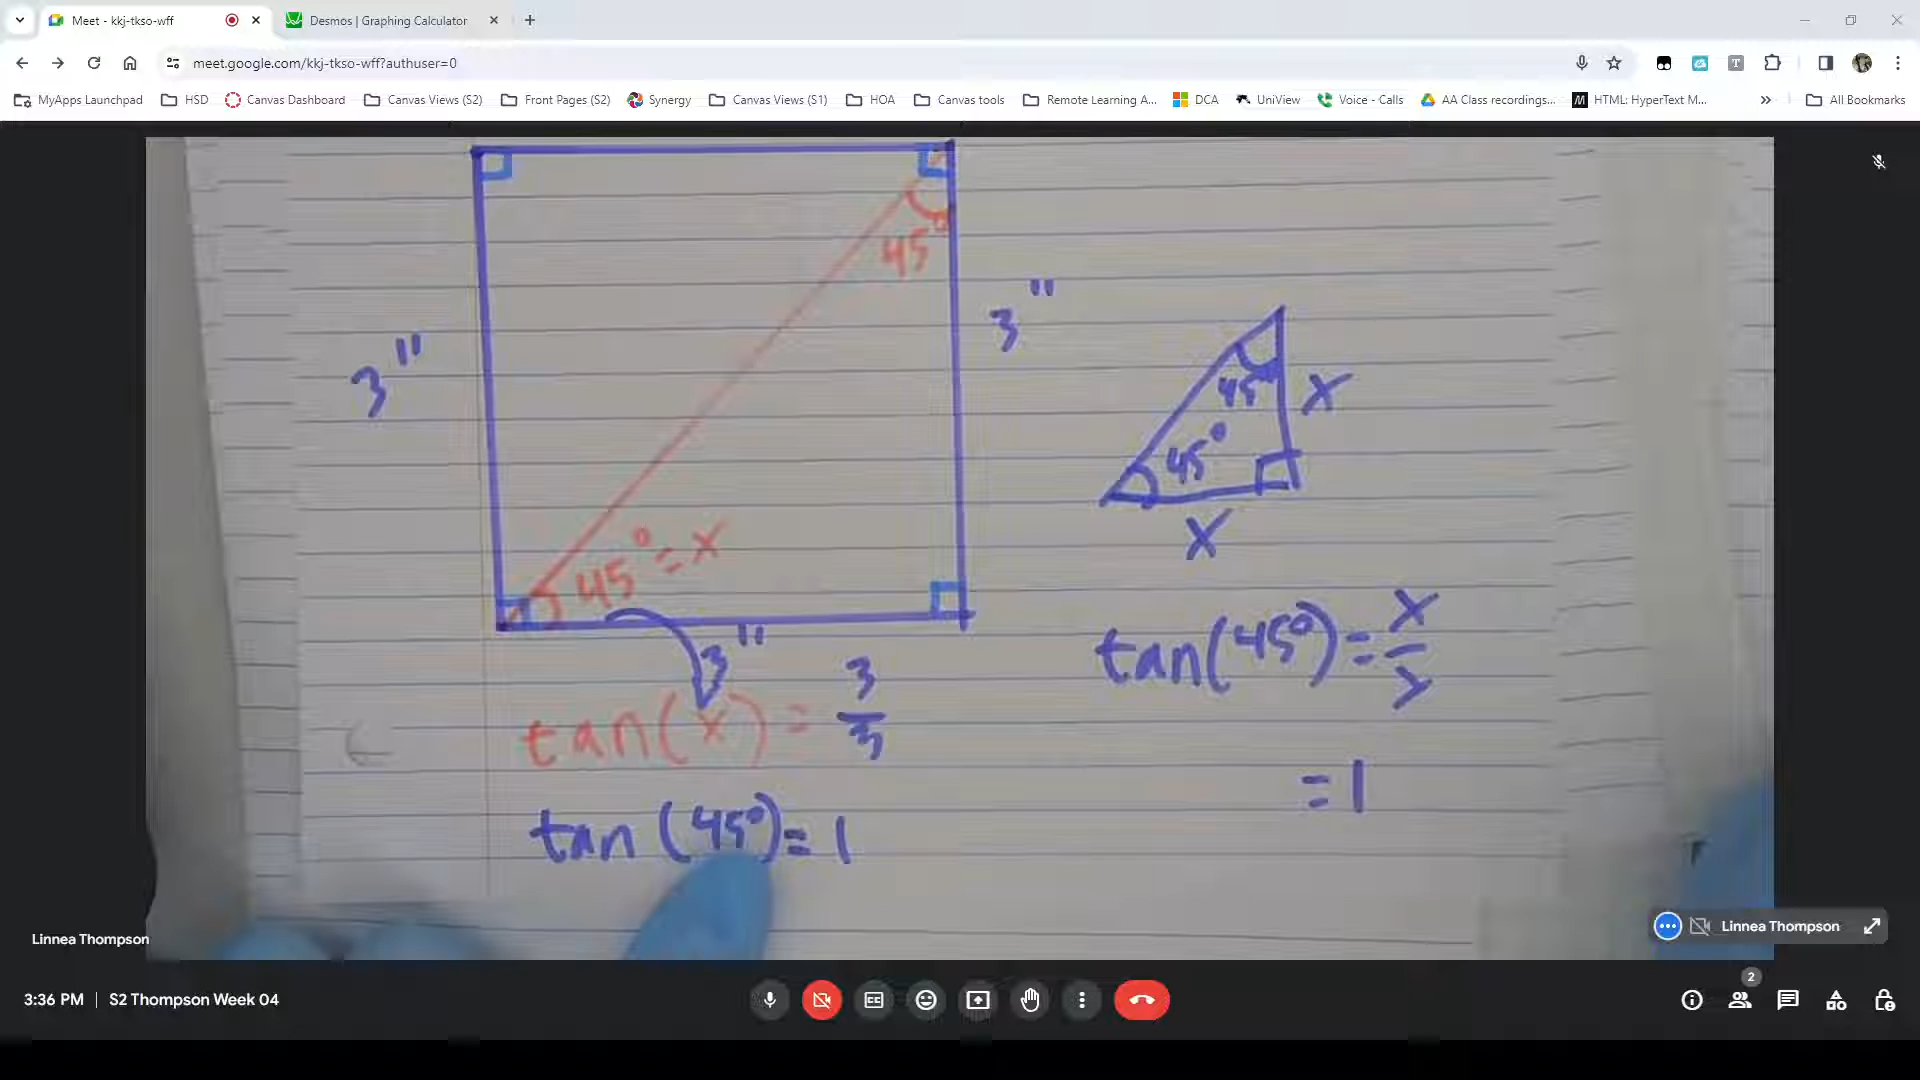 Meet - kkj-tkso-wff
Desmos | Graphing Calculator
meet.google.com/kkj-tkso-wff?authuser=0
MyApps Launchpad
HSD
Canvas Dashboard
Canvas Views (S2)
Front Pages (S2)
Synergy
Canvas Views (S1)
HOA
Canvas tools
Remote Learning A...
DCA
UniView
Voice - Calls
AA Class recordings...
HTML: HyperText M...
All Bookmarks
45°
3"
3"
45° = x
3"
45
x
45°
x
tan(x) = 3/3
tan(45°) = 1
tan(45°) = x/x
= 1
Linnea Thompson
Linnea Thompson
3:36 PM | S2 Thompson Week 04
2